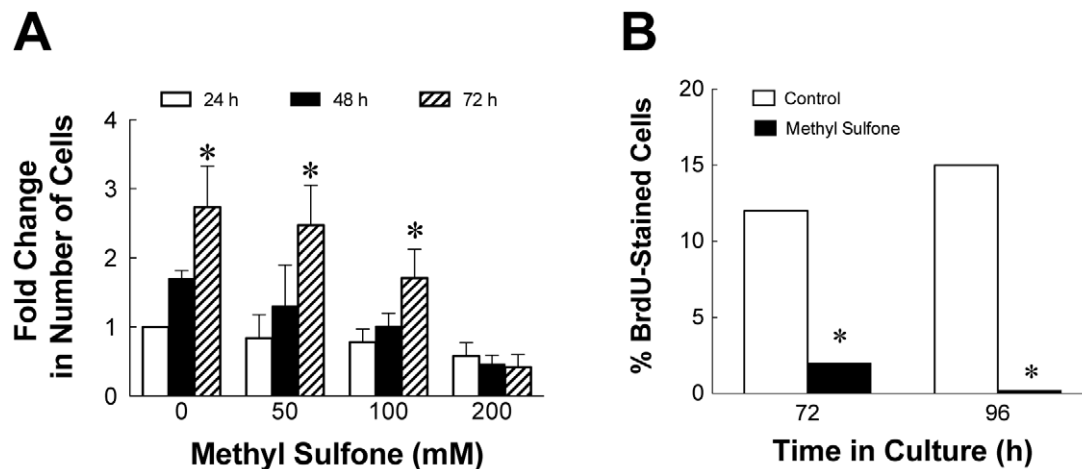 A
24 h 48 h 72 h
Fold Change
in Number of Cells
4
3
2
1
0
* * *
0 50 100 200
Methyl Sulfone (mM)
B
% BrdU-Stained Cells
20
15
10
5
0
Control
Methyl Sulfone
* *
72 96
Time in Culture (h)